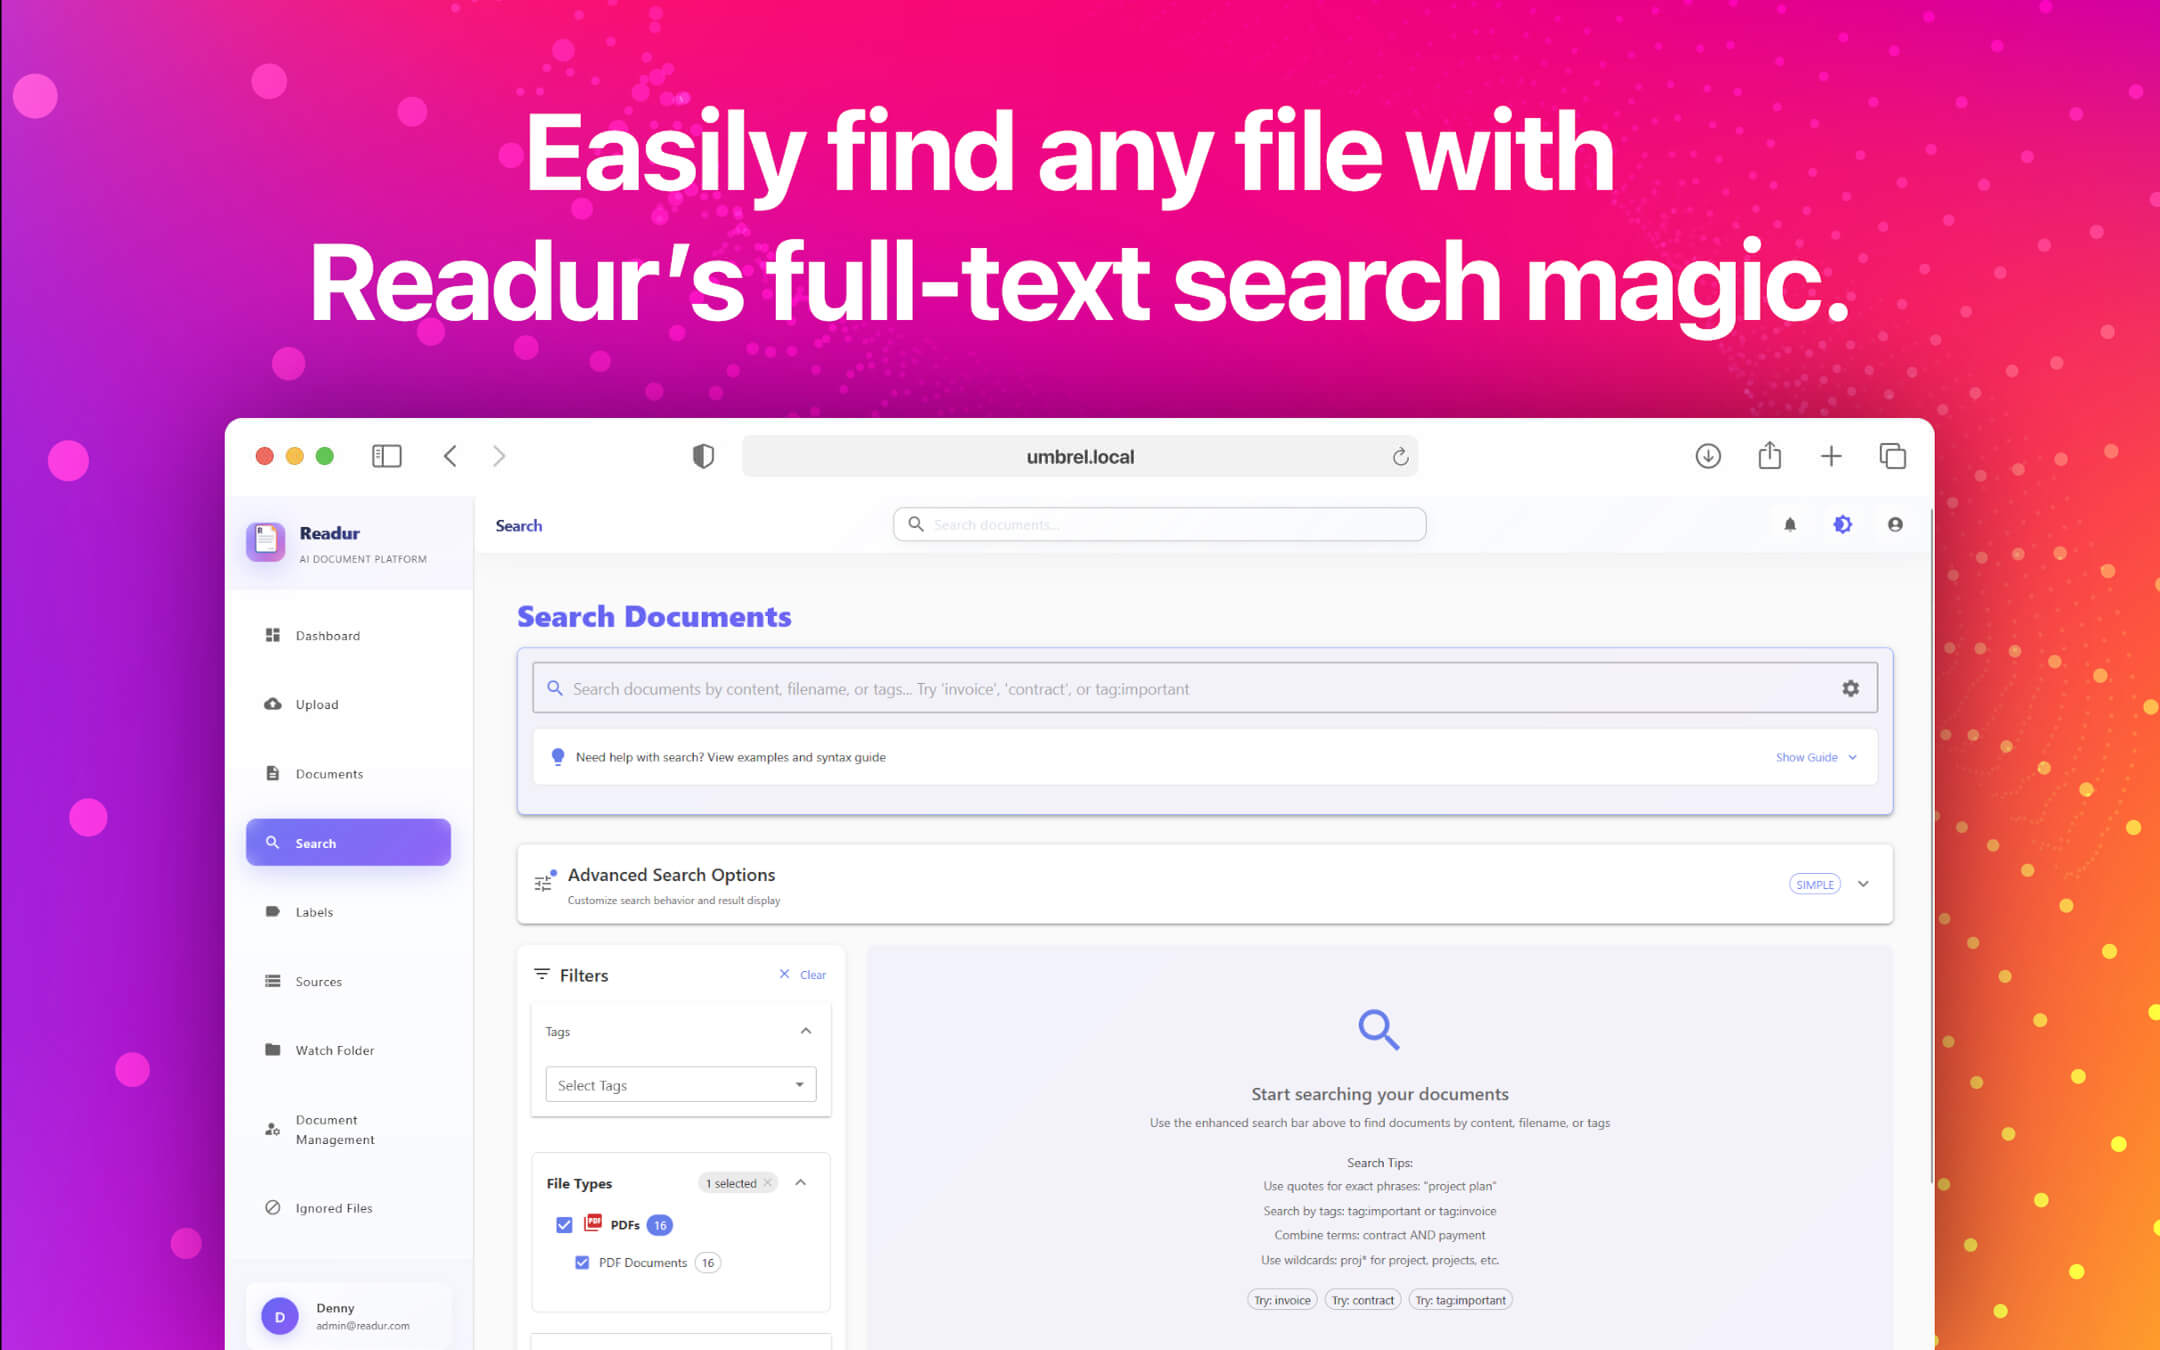 Easily find any file with
Readur’s full-text search magic.
umbrel.local
Readur
AI DOCUMENT PLATFORM
Search
Search documents...
Dashboard
Upload
Documents
Search
Labels
Sources
Watch Folder
Document
Management
Ignored Files
D
Denny
admin@readur.com
Search Documents
Search documents by content, filename, or tags... Try 'invoice', 'contract', or tag:important
Need help with search? View examples and syntax guide
Show Guide
Advanced Search Options
Customize search behavior and result display
SIMPLE
Filters
Clear
Tags
Select Tags
File Types
1 selected
PDF
PDFs 16
PDF Documents 16
Start searching your documents
Use the enhanced search bar above to find documents by content, filename, or tags
Search Tips:
Use quotes for exact phrases: "project plan"
Search by tags: tag:important or tag:invoice
Combine terms: contract AND payment
Use wildcards: proj* for project, projects, etc.
Try: invoice
Try: contract
Try: tag:important